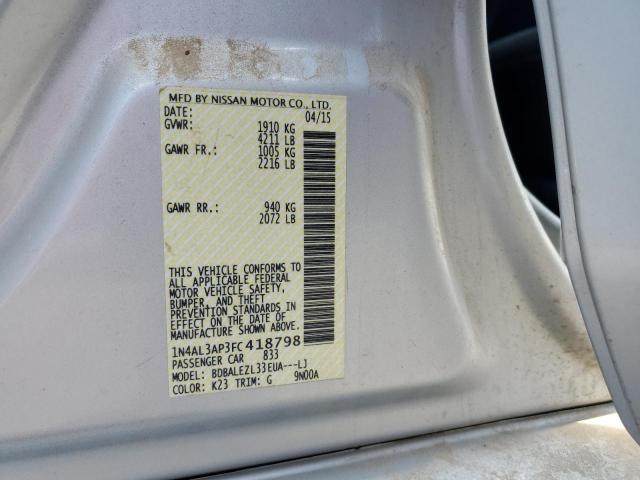 MFD BY NISSAN MOTOR CO., LTD.
DATE: 04/15
GVWR: 1910 KG
4211 LB
GAWR FR.: 1005 KG
2216 LB
GAWR RR.: 940 KG
2072 LB
THIS VEHICLE CONFORMS TO
ALL APPLICABLE FEDERAL
MOTOR VEHICLE SAFETY,
BUMPER, AND THEFT
PREVENTION STANDARDS IN
EFFECT ON THE DATE OF
MANUFACTURE SHOWN ABOVE.
1N4AL3AP3FC418798
PASSENGER CAR 833
MODEL: BDBALEZL33EUA---LJ
COLOR: K23 TRIM: G 9N00A